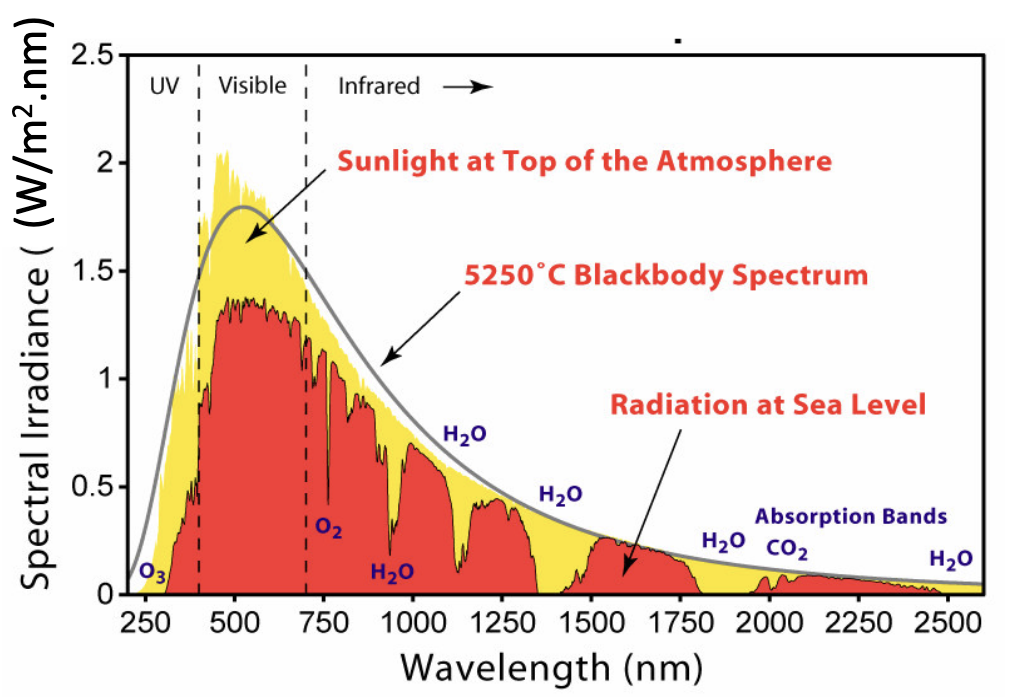 Spectral Irradiance ( (W/m².nm)
2.5
2
1.5
1
0.5
0
UV
Visible
Infrared
Sunlight at Top of the Atmosphere
5250°C Blackbody Spectrum
Radiation at Sea Level
H₂O
H₂O
Absorption Bands
H₂O
CO₂
H₂O
O₂
O₃
H₂O
250 500 750 1000 1250 1500 1750 2000 2250 2500
Wavelength (nm)